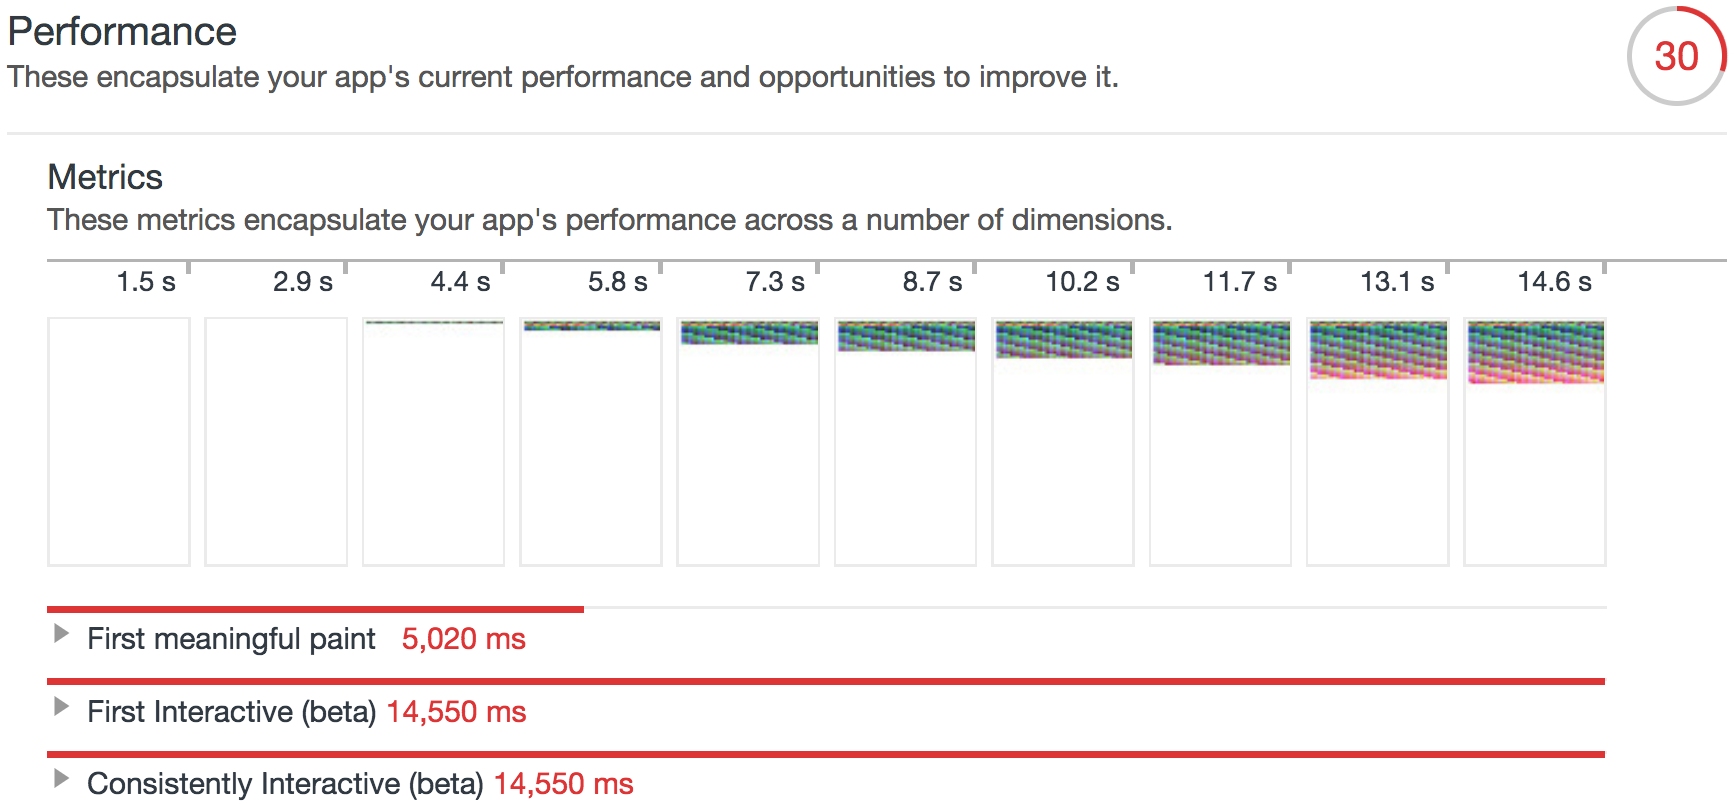 Performance
30
These encapsulate your app's current performance and opportunities to improve it.
Metrics
These metrics encapsulate your app's performance across a number of dimensions.
1.5 s 2.9 s 4.4 s 5.8 s 7.3 s 8.7 s 10.2 s 11.7 s 13.1 s 14.6 s
First meaningful paint 5,020 ms
First Interactive (beta) 14,550 ms
Consistently Interactive (beta) 14,550 ms